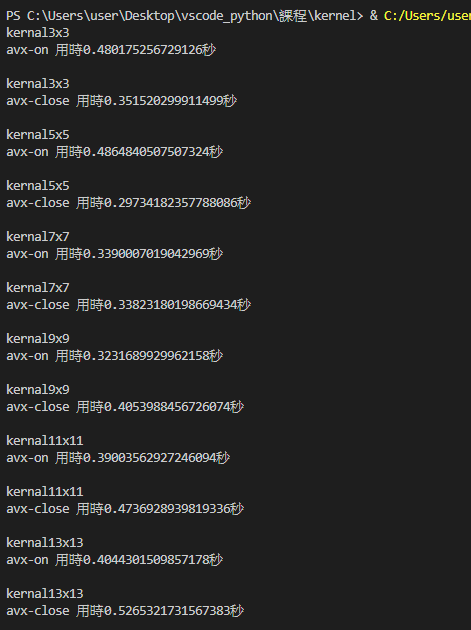 PS C:\Users\user\Desktop\vscode_python\課程\kernel> & C:/Users/user
kernal3x3
avx-on 用時0.480175256729126秒
kernal3x3
avx-close 用時0.351520299911499秒
kernal5x5
avx-on 用時0.4864840507507324秒
kernal5x5
avx-close 用時0.29734182357788086秒
kernal7x7
avx-on 用時0.3390007019042969秒
kernal7x7
avx-close 用時0.33823180198669434秒
kernal9x9
avx-on 用時0.3231689929962158秒
kernal9x9
avx-close 用時0.4053988456726074秒
kernal11x11
avx-on 用時0.39003562927246094秒
kernal11x11
avx-close 用時0.4736928939819336秒
kernal13x13
avx-on 用時0.4044301509857178秒
kernal13x13
avx-close 用時0.5265321731567383秒